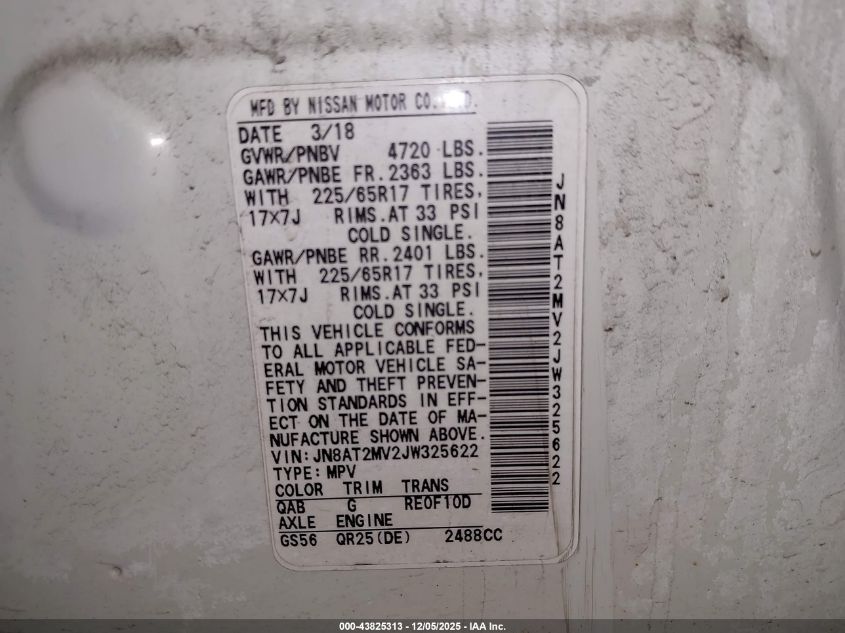 MFD BY NISSAN MOTOR CO.,LTD.
DATE 3/18
GVWR/PNBV 4720 LBS.
GAWR/PNBE FR. 2363 LBS.
WITH 225/65R17 TIRES,
17×7J RIMS.AT 33 PSI
COLD SINGLE.
GAWR/PNBE RR. 2401 LBS.
WITH 225/65R17 TIRES,
17×7J RIMS.AT 33 PSI
COLD SINGLE.
THIS VEHICLE CONFORMS
TO ALL APPLICABLE FED-
ERAL MOTOR VEHICLE SA-
FETY AND THEFT PREVEN-
TION STANDARDS IN EFF-
ECT ON THE DATE OF MA-
NUFACTURE SHOWN ABOVE.
VIN:JN8AT2MV2JW325622
TYPE:MPV
COLOR TRIM TRANS
QAB G RE0F10D
AXLE ENGINE
GS56 QR25(DE) 2488CC
JN8AT2MV2JW325622
000-43825313 - 12/05/2025 - IAA Inc.